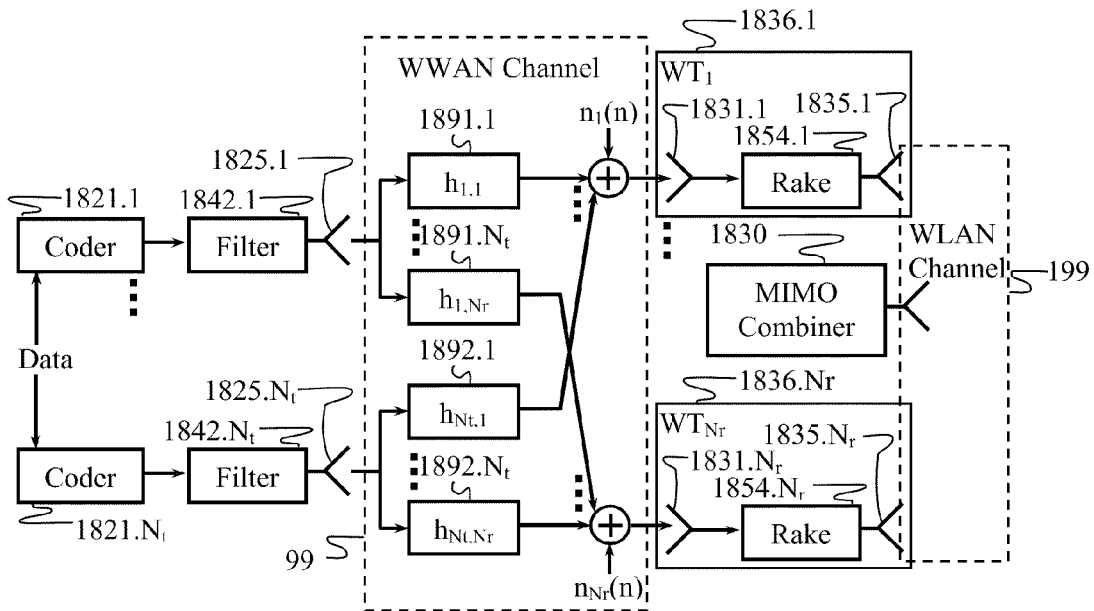 1836.1
WWAN Channel
WT1
1891.1
n1(n)
1831.1
1835.1
1854.1
1825.1
h1,1
Rake
1821.1
1842.1
Coder
Filter
1891.Nt
1830
WLAN
Channel
199
h1,Nr
MIMO
Combiner
Data
1892.1
1825.Nt
1836.Nr
1842.Nt
hNt,1
WTNr
1835.Nr
1831.Nr
1892.Nt
1854.Nr
Coder
Filter
hNt,Nr
Rake
1821.Nt
99
nNr(n)